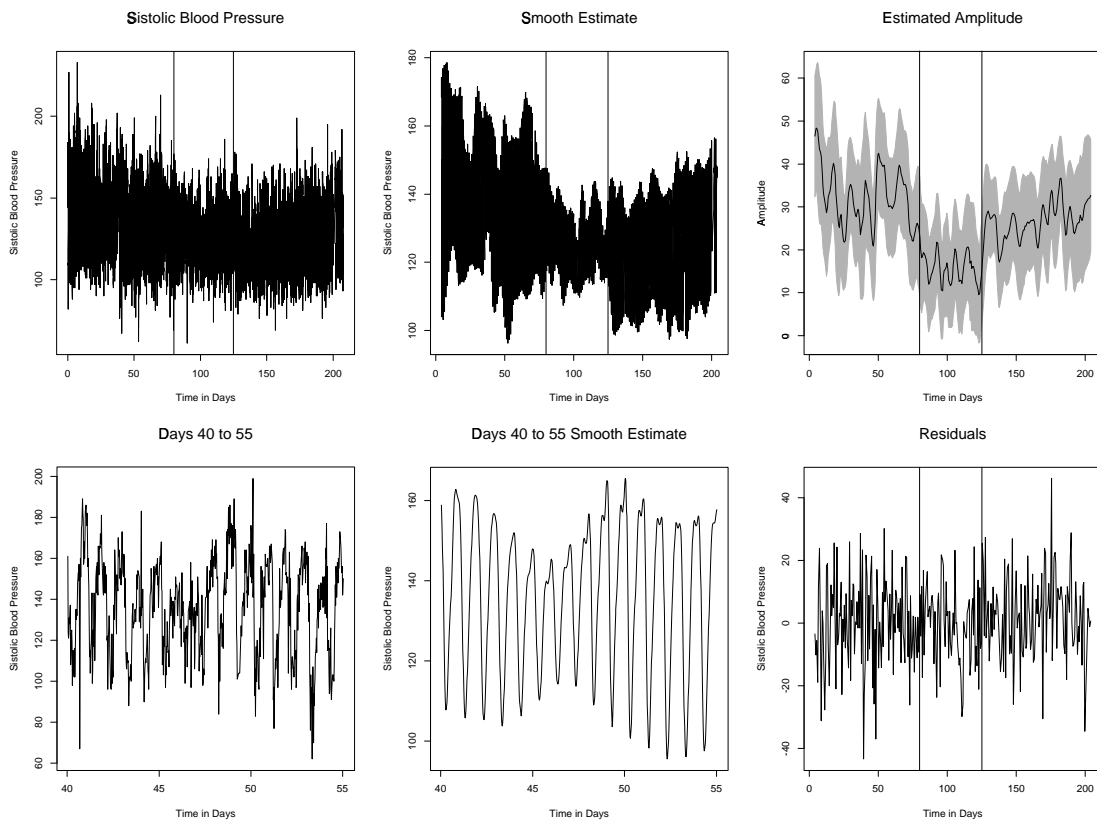 Sistolic Blood Pressure
Smooth Estimate
Estimated Amplitude
Sistolic Blood Pressure
100 150 200
0 50 100 150 200
Time in Days
Sistolic Blood Pressure
100 120 140 160 180
0 50 100 150 200
Time in Days
Amplitude
0 10 20 30 40 50 60
0 50 100 150 200
Time in Days
Days 40 to 55
Days 40 to 55 Smooth Estimate
Residuals
Sistolic Blood Pressure
60 80 100 120 140 160 180 200
40 45 50 55
Time in Days
Sistolic Blood Pressure
100 120 140 160
40 45 50 55
Time in Days
Sistolic Blood Pressure
-40 -20 0 20 40
0 50 100 150 200
Time in Days